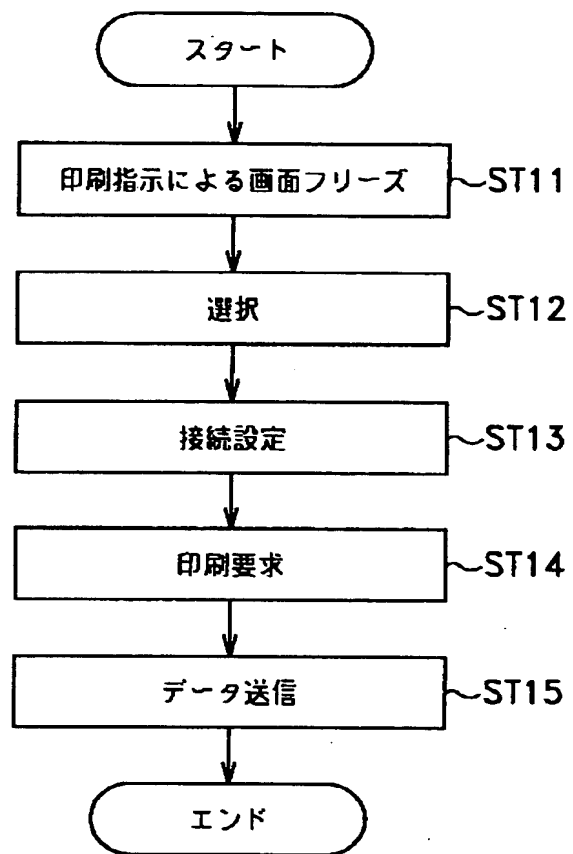 スタート
印刷指示による画面フリーズ ST11
選択 ST12
接続設定 ST13
印刷要求 ST14
データ送信 ST15
エンド